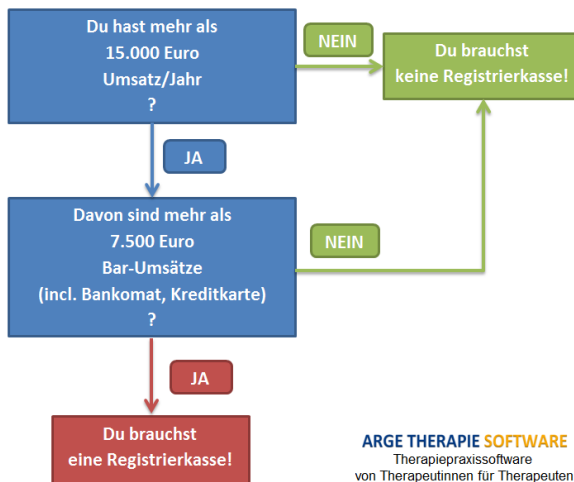 Du hast mehr als
15.000 Euro
Umsatz/Jahr
?
NEIN
Du brauchst
keine Registrierkasse!
JA
Davon sind mehr als
7.500 Euro
Bar-Umsätze
(incl. Bankomat, Kreditkarte)
?
NEIN
JA
Du brauchst
eine Registrierkasse!
ARGE THERAPIE SOFTWARE
Therapiepraxissoftware
von Therapeutinnen für Therapeuten